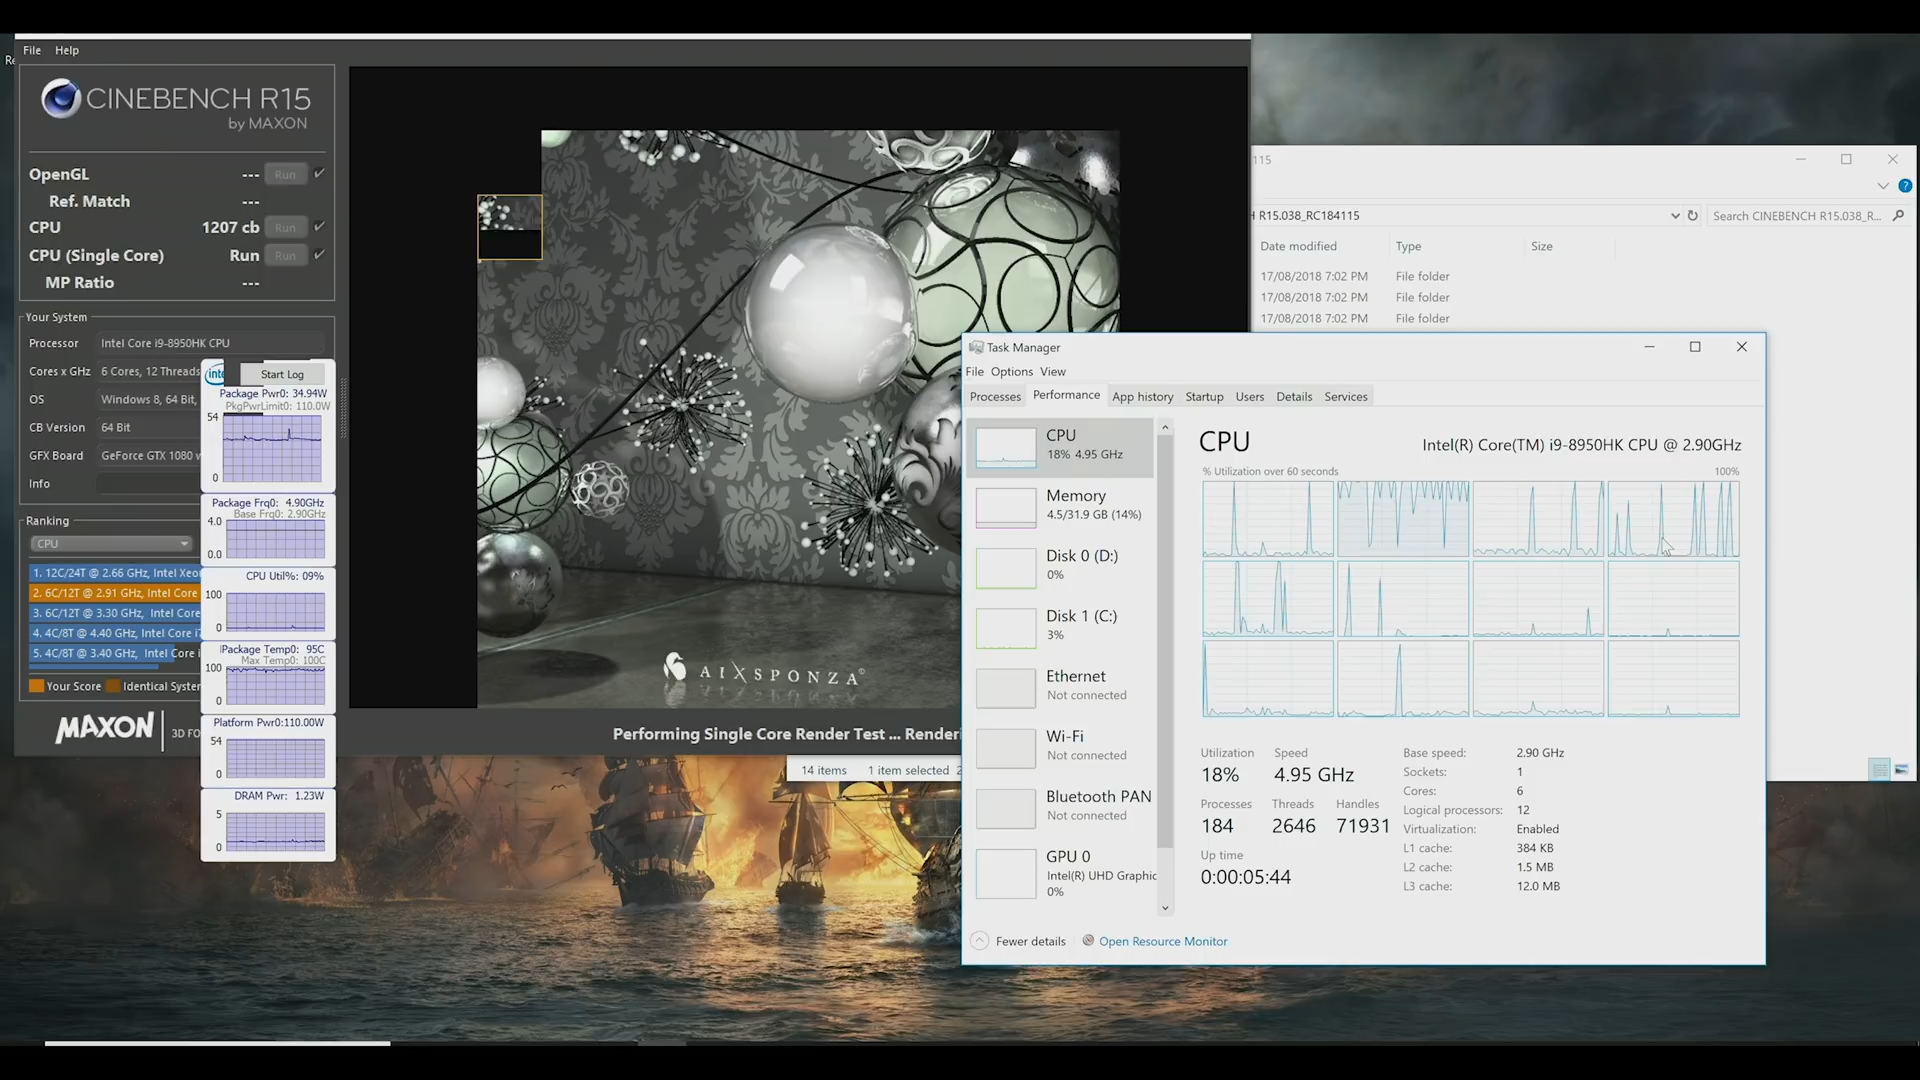 File Help
CINEBENCH R15
by MAXON
OpenGL --- Run
Ref. Match ---
CPU 1207 cb Run
CPU (Single Core) Run Run
MP Ratio ---
Your System
Processor Intel Core i9-8950HK CPU
Cores x GHz 6 Cores, 12 Threads
OS Windows 8, 64 Bit,
CB Version 64 Bit
GFX Board GeForce GTX 1080
Info
Ranking
CPU
1. 12C/24T @ 2.66 GHz, Intel Xeo
2. 6C/12T @ 2.91 GHz, Intel Core
3. 6C/12T @ 3.30 GHz, Intel Core
4. 4C/8T @ 4.40 GHz, Intel Core i7
5. 4C/8T @ 3.40 GHz, Intel Core i
Your Score Identical System
MAXON 3D FO
Start Log
Package Pwr0: 34.94W
PkgPwrLimit0: 110.0W
54
0
Package Frq0: 4.90GHz
Base Frq0: 2.90GHz
4.0
0.0
CPU Util%: 09%
100
0
Package Temp0: 95C
Max Temp0: 100C
100
0
Platform Pwr0:110.00W
54
0
DRAM Pwr: 1.23W
5
0
AIXSPONZA
Performing Single Core Render Test ... Renderi
14 items 1 item selected 2
115
R15.038_RC184115
Search CINEBENCH R15.038_R...
Date modified Type Size
17/08/2018 7:02 PM File folder
17/08/2018 7:02 PM File folder
17/08/2018 7:02 PM File folder
Task Manager
File Options View
Processes Performance App history Startup Users Details Services
CPU
18% 4.95 GHz
Memory
4.5/31.9 GB (14%)
Disk 0 (D:)
0%
Disk 1 (C:)
3%
Ethernet
Not connected
Wi-Fi
Not connected
Bluetooth PAN
Not connected
GPU 0
Intel(R) UHD Graphic
0%
CPU
Intel(R) Core(TM) i9-8950HK CPU @ 2.90GHz
% Utilization over 60 seconds 100%
Utilization Speed
18% 4.95 GHz
Processes Threads Handles
184 2646 71931
Up time
0:00:05:44
Base speed: 2.90 GHz
Sockets: 1
Cores: 6
Logical processors: 12
Virtualization: Enabled
L1 cache: 384 KB
L2 cache: 1.5 MB
L3 cache: 12.0 MB
Fewer details Open Resource Monitor